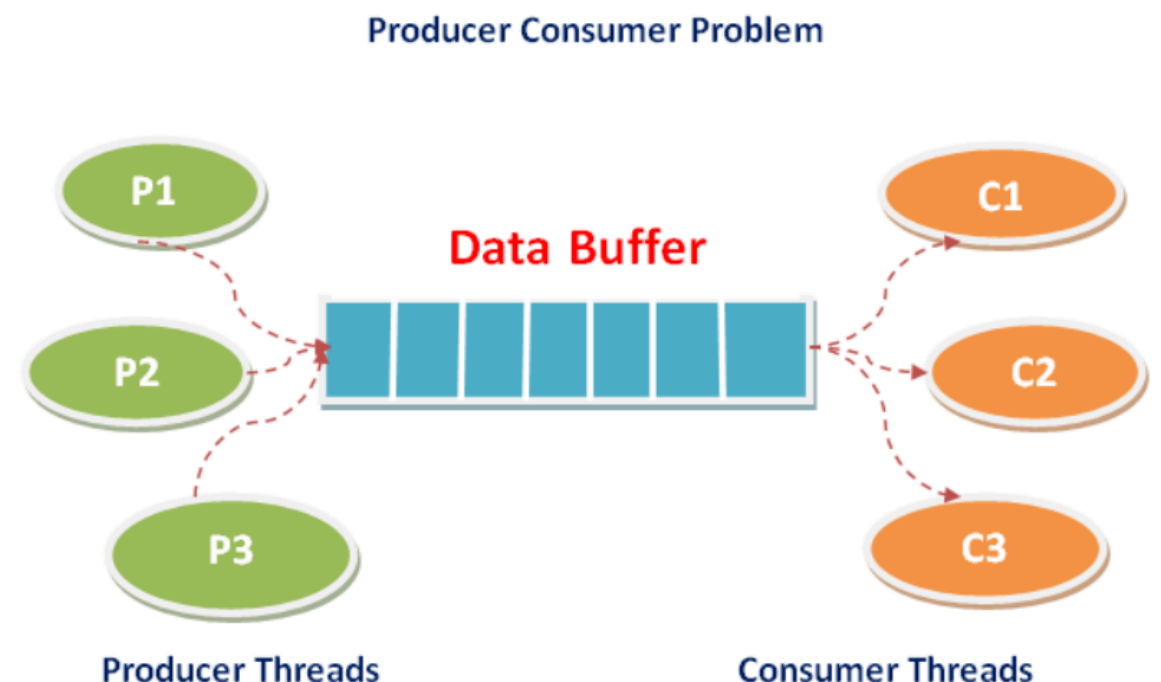 Producer Consumer Problem
P1
C1
Data Buffer
P2
C2
P3
C3
Producer Threads
Consumer Threads